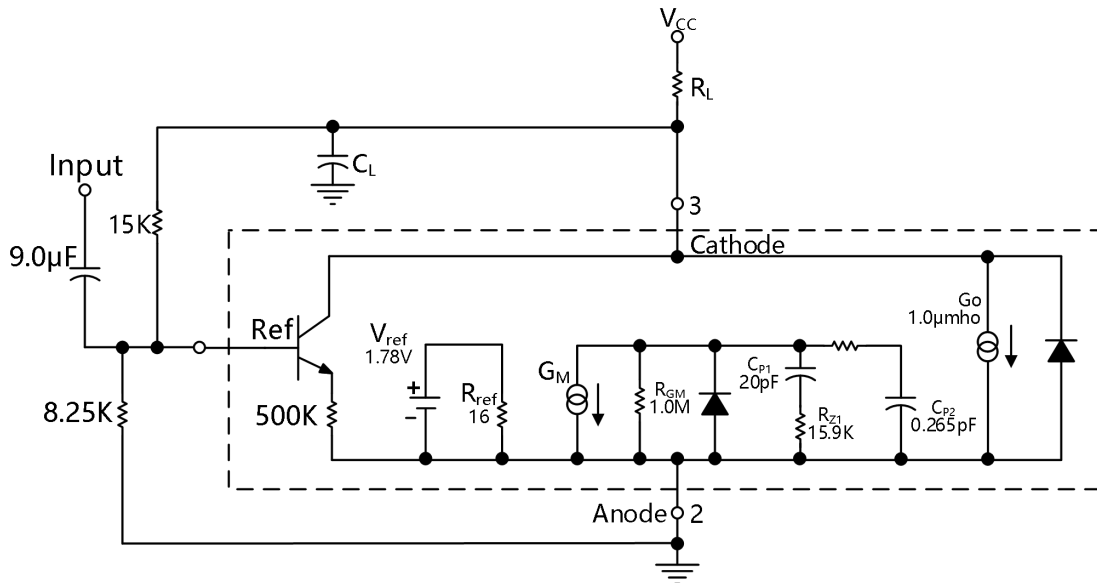 V_CC
R_L
Input
C_L
15K
3
9.0μF
Cathode
Go
1.0μmho
Ref
V_ref
1.78V
+
–
G_M
C_P1
20pF
R_GM
1.0M
R_ref
16
8.25K
500K
R_Z1
15.9K
C_P2
0.265pF
Anode
2